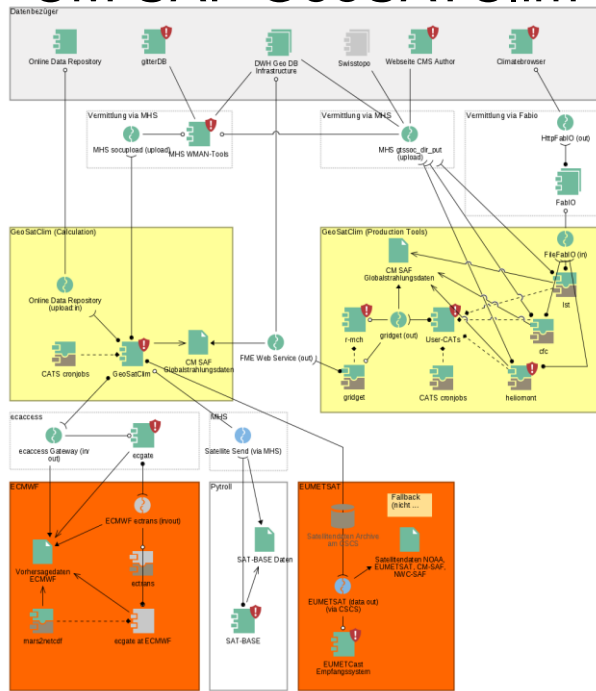 Datenbezüger
Online Data Repository
gitterDB
DWH Geo DB
Infrastructure
Swisstopo
Webseite CMS Author
Climatebrowser
Vermittlung via MHS
MHS socupload (upload)
MHS WMAN-Tools
Vermittlung via MHS
MHS gtssoc_dir_put
(upload)
Vermittlung via Fabio
HttpFabIO (out)
FabIO
GeoSatClim (Calculation)
Online Data Repository
(upload:in)
CATS cronjobs
GeoSatClim
CM SAF
Globalstrahlungsdaten
FME Web Service (out)
GeoSatClim (Production Tools)
CM SAF
Globalstrahlungsdaten
FileFabIO (in)
lst
r-mch
gridget (out)
User-CATs
cfc
gridget
CATS cronjobs
heliomont
ecaccess
ecaccess Gateway (in/
out)
ecgate
MHS
Satellite Send (via MHS)
ECMWF
ECMWF ectrans (in/out)
Vorhersagedaten
ECMWF
ectrans
mars2netcdf
ecgate at ECMWF
Pytroll
SAT-BASE Daten
SAT-BASE
EUMETSAT
Fallback
(nicht ...
Satellitendaten Archive
am CSCS
Satellitendaten NOAA,
EUMETSAT, CM-SAF,
NWC-SAF
EUMETSAT (data out)
(via CSCS)
EUMETCast
Empfangssystem